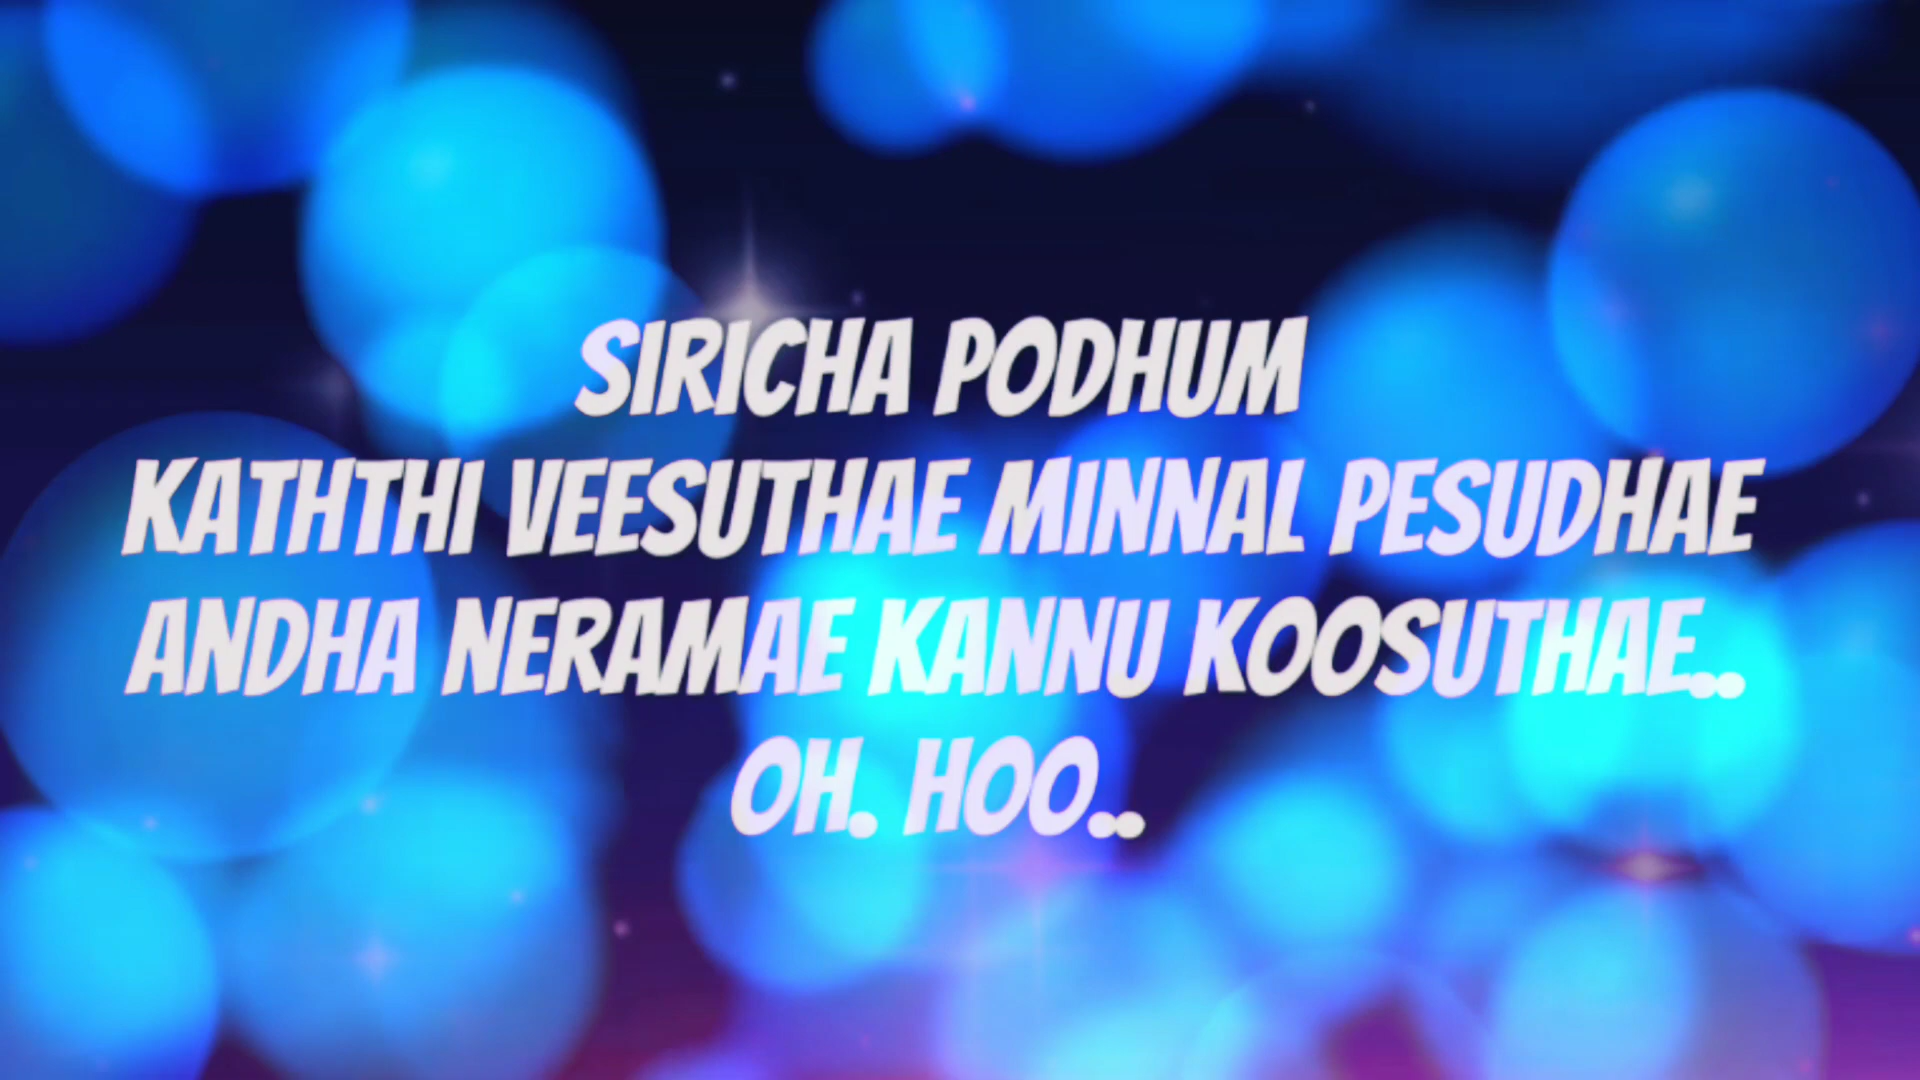 SIRICHA PODHUM
KATHTHI VEESUTHAE MINNAL PESUDHAE
ANDHA NERAMAE KANNU KOOSUTHAE..
OH. HOO..